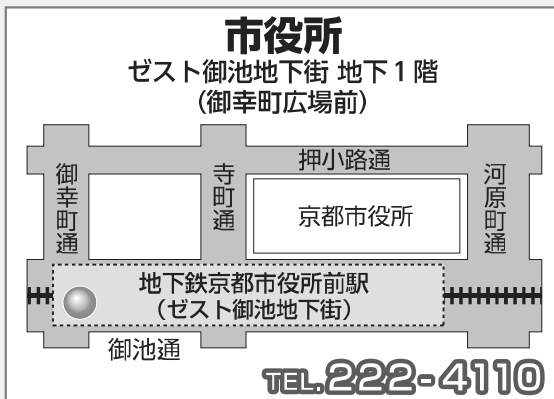 市役所
ゼスト御池地下街 地下1階
(御幸町広場前)
押小路通
御幸町通
寺町通
河原町通
京都市役所
地下鉄京都市役所前駅
(ゼスト御池地下街)
御池通
TEL.222-4110